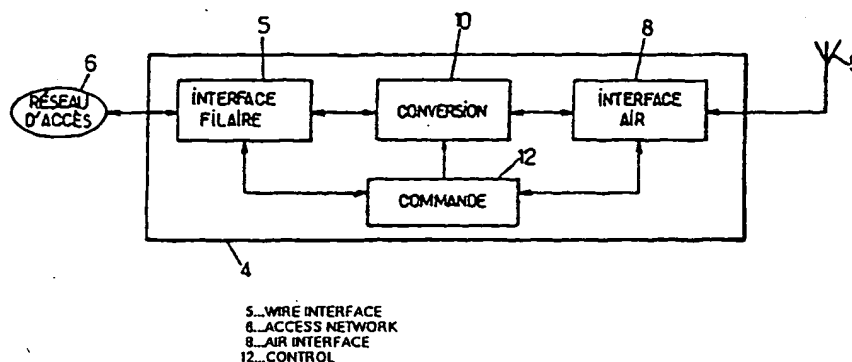 5
10
8
6
9
RÉSEAU
D'ACCÈS
INTERFACE
FILAIRE
CONVERSION
INTERFACE
AIR
12
COMMANDE
4
5...WIRE INTERFACE
6...ACCESS NETWORK
8...AIR INTERFACE
12...CONTROL